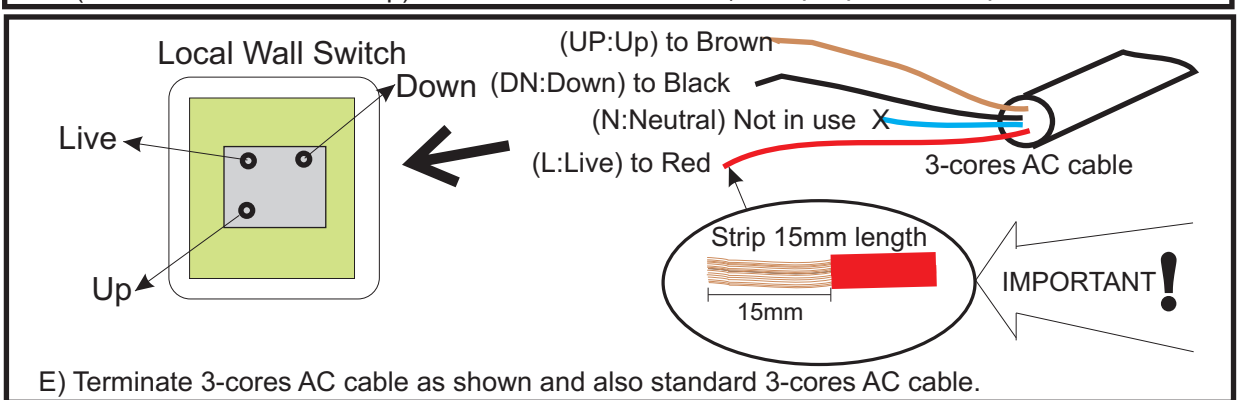 Local Wall Switch
(UP:Up) to Brown
Down
(DN:Down) to Black
Live
(N:Neutral) Not in use X
(L:Live) to Red
3-cores AC cable
Strip 15mm length
Up
IMPORTANT !
15mm
E) Terminate 3-cores AC cable as shown and also standard 3-cores AC cable.